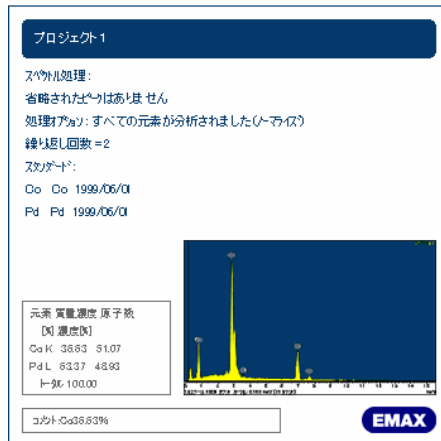 プロジェクト1
スペクトル処理:
省略されたピークはありません
処理オプション:すべての元素が分析されました(ノーマライズ)
繰り返し回数=2
スタンダード:
Co Co 1999/06/01
Pd Pd 1999/06/01
元素 質量濃度 原子数
[%] 濃度[%]
Co K 36.63 51.07
Pd L 63.37 48.93
トータル 100.00
コメント:Co36.63%
EMAX